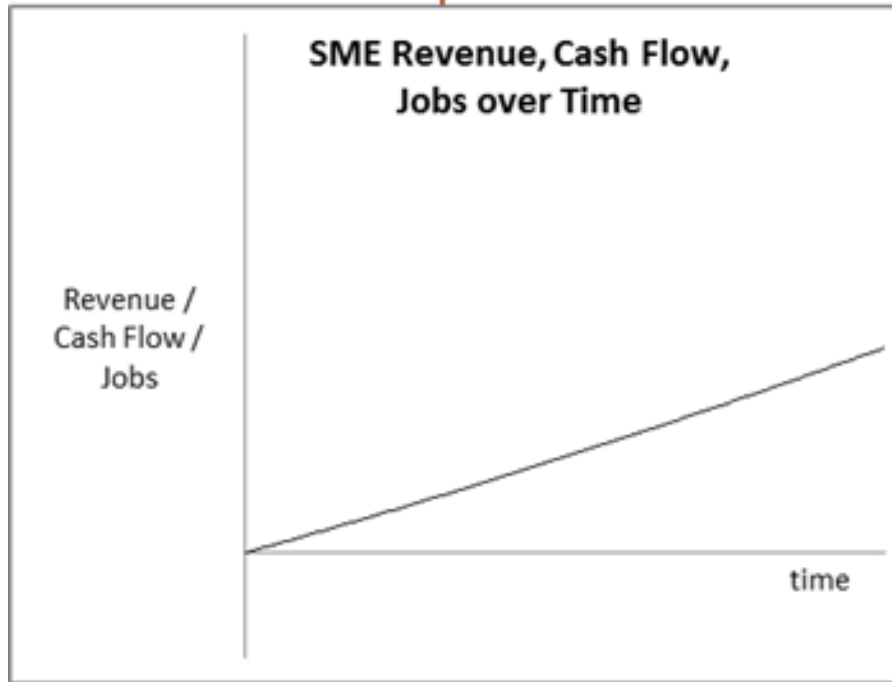 SME Revenue, Cash Flow,
Jobs over Time
Revenue /
Cash Flow /
Jobs
time